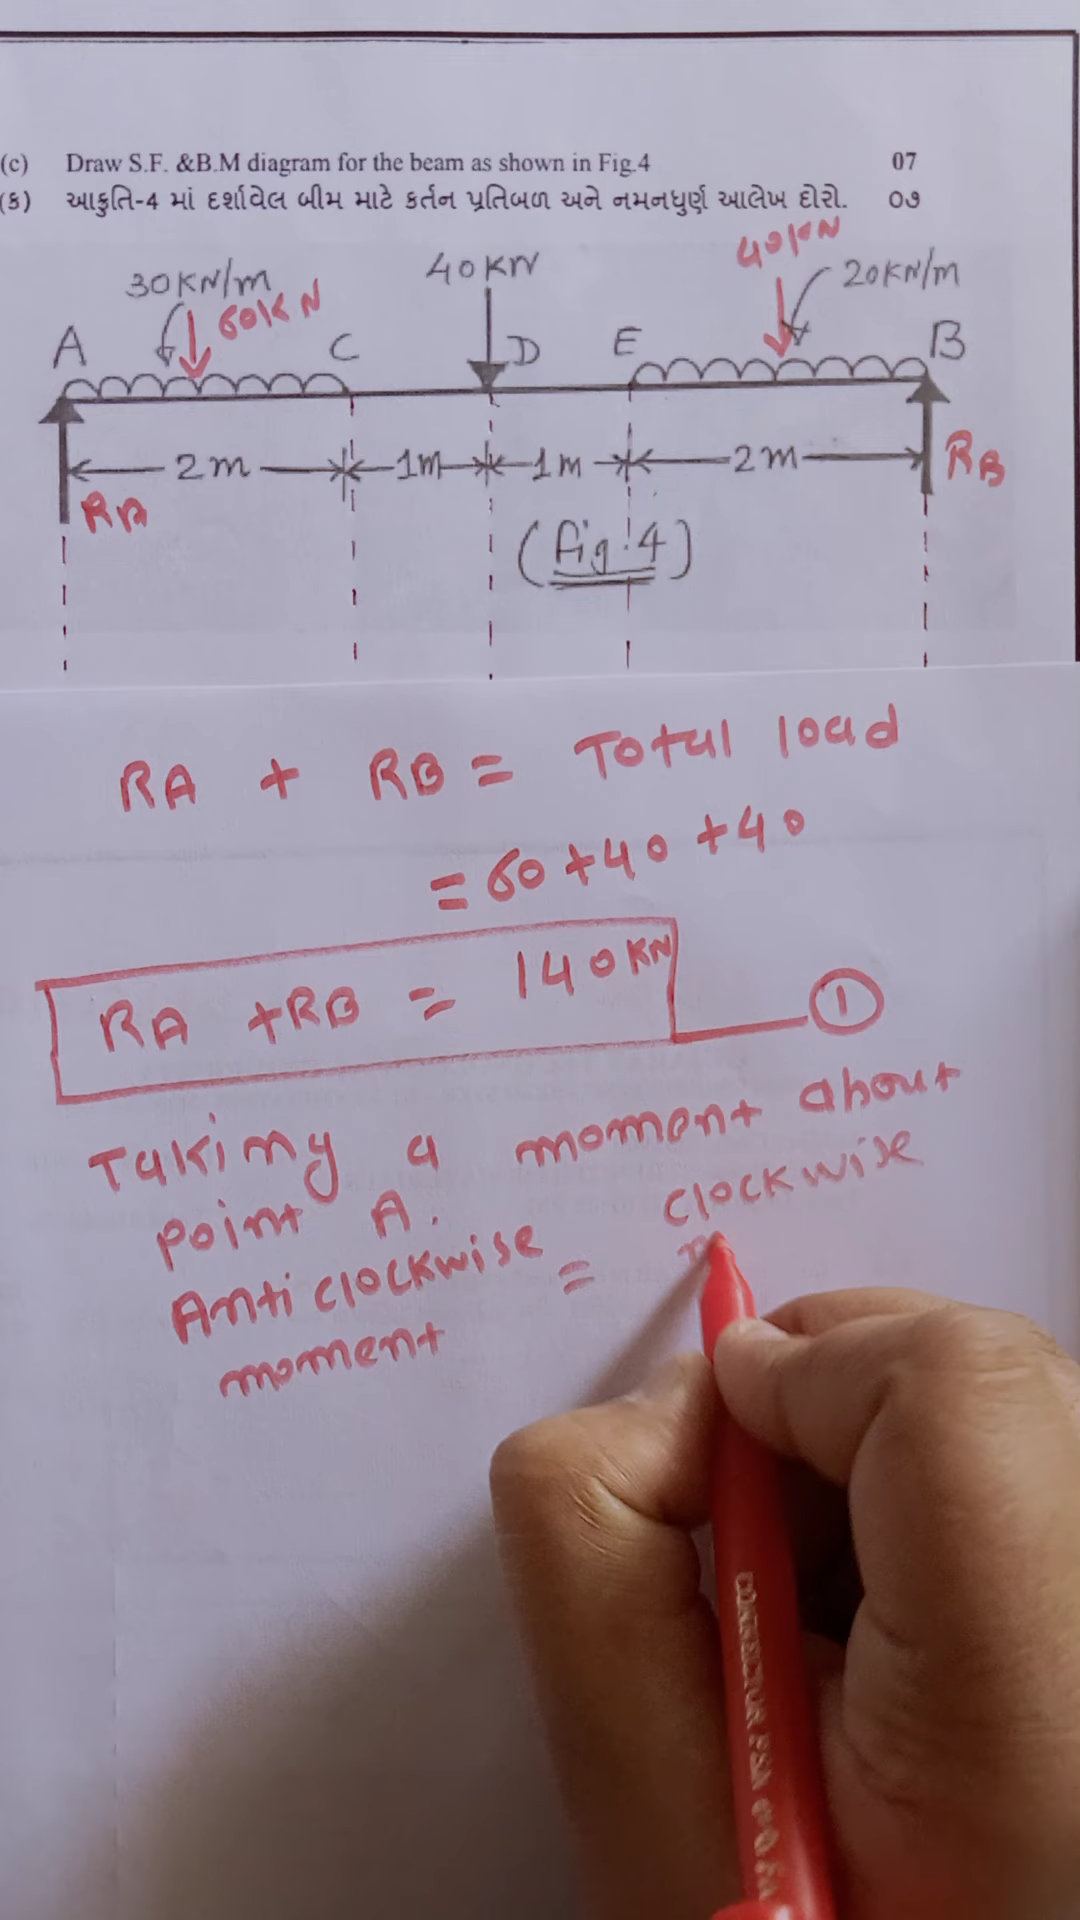 (c) Draw S.F. &B.M diagram for the beam as shown in Fig.4 07
(ક) આકૃતિ-4 માં દર્શાવેલ બીમ માટે કર્તન પ્રતિબળ અને નમનઘુર્ણ આલેખ દોરો. ૦૭
30KN/m 60KN 40KN 40KN 20KN/m
A C D E B
2m 1m 1m 2m
RA RB
(fig:4)
RA + RB = Total load
= 60+40+40
RA +RB = 140KN 1
Taking a moment about
point A.
Anticlockwise = clockwise
moment